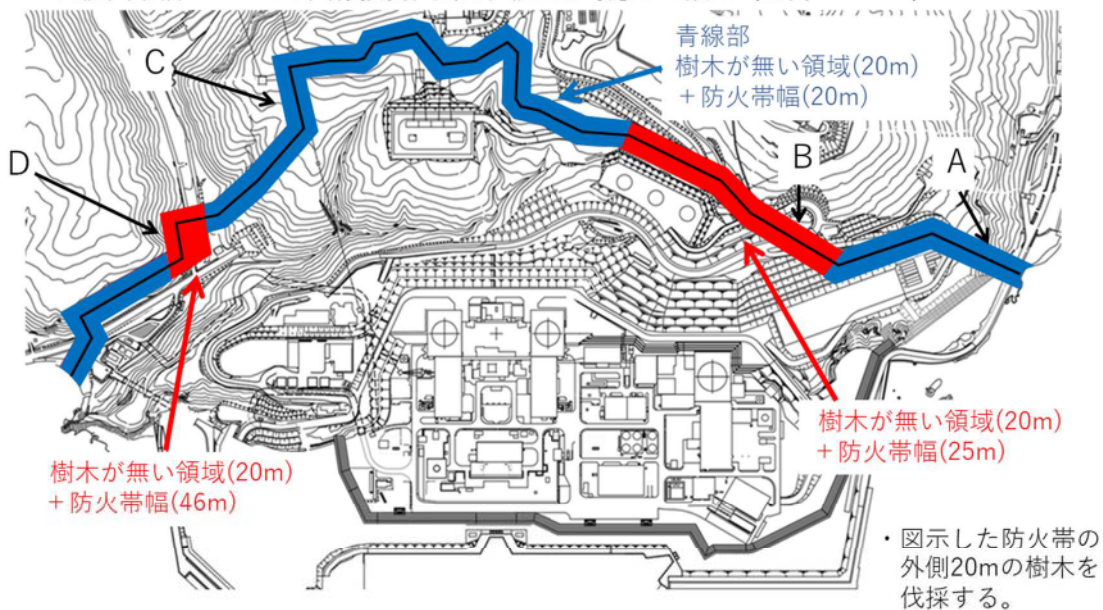 青線部
樹木が無い領域(20m)
＋防火帯幅(20m)
C
D
B
A
樹木が無い領域(20m)
＋防火帯幅(25m)
樹木が無い領域(20m)
＋防火帯幅(46m)
・図示した防火帯の
外側20mの樹木を
伐採する。